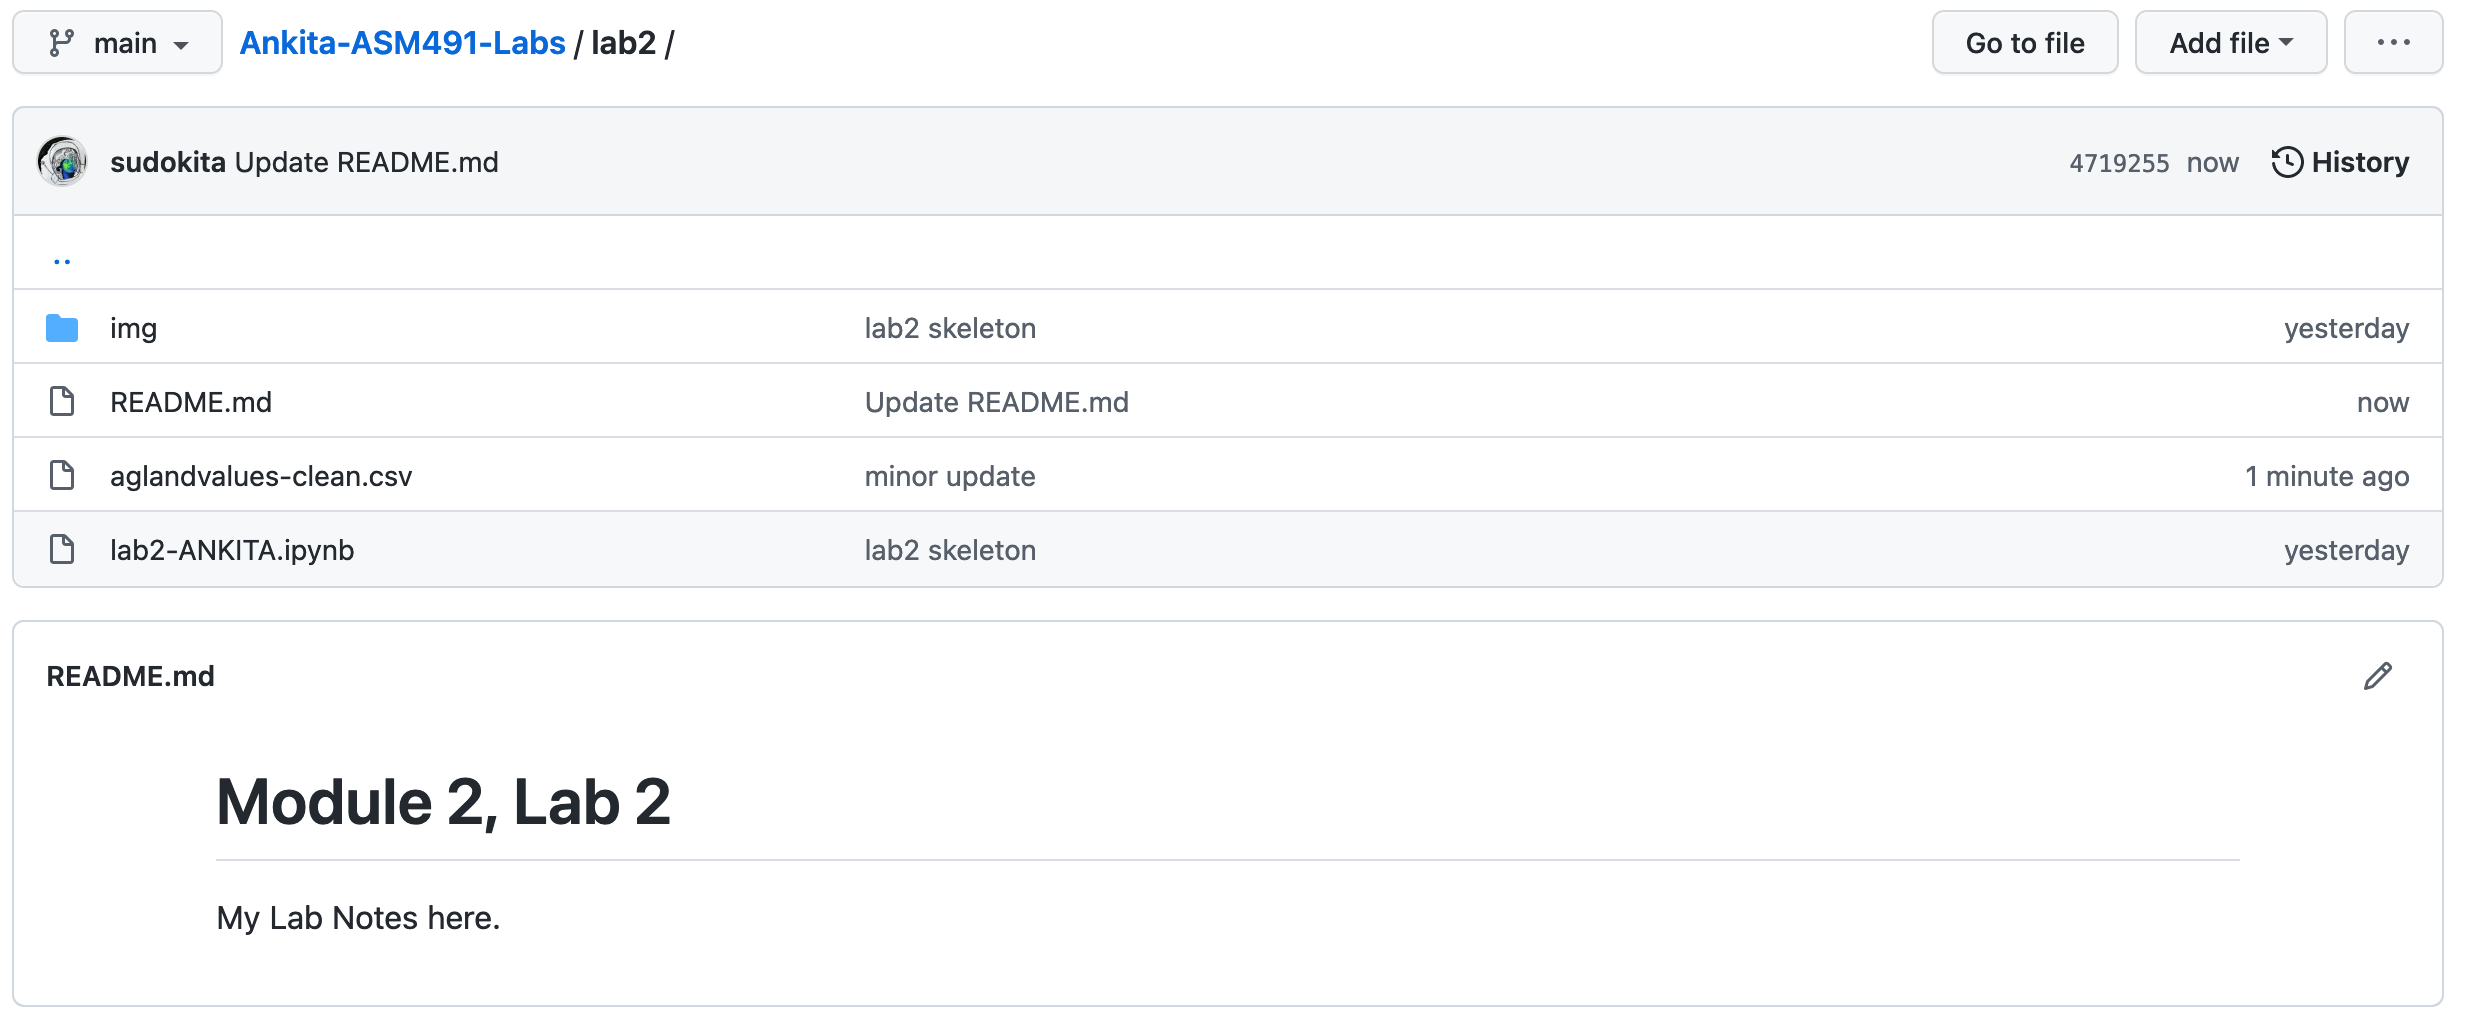 main Ankita-ASM491-Labs / lab2 / Go to file Add file ...
sudokita Update README.md 4719255 now History
..
img lab2 skeleton yesterday
README.md Update README.md now
aglandvalues-clean.csv minor update 1 minute ago
lab2-ANKITA.ipynb lab2 skeleton yesterday
README.md
Module 2, Lab 2
My Lab Notes here.